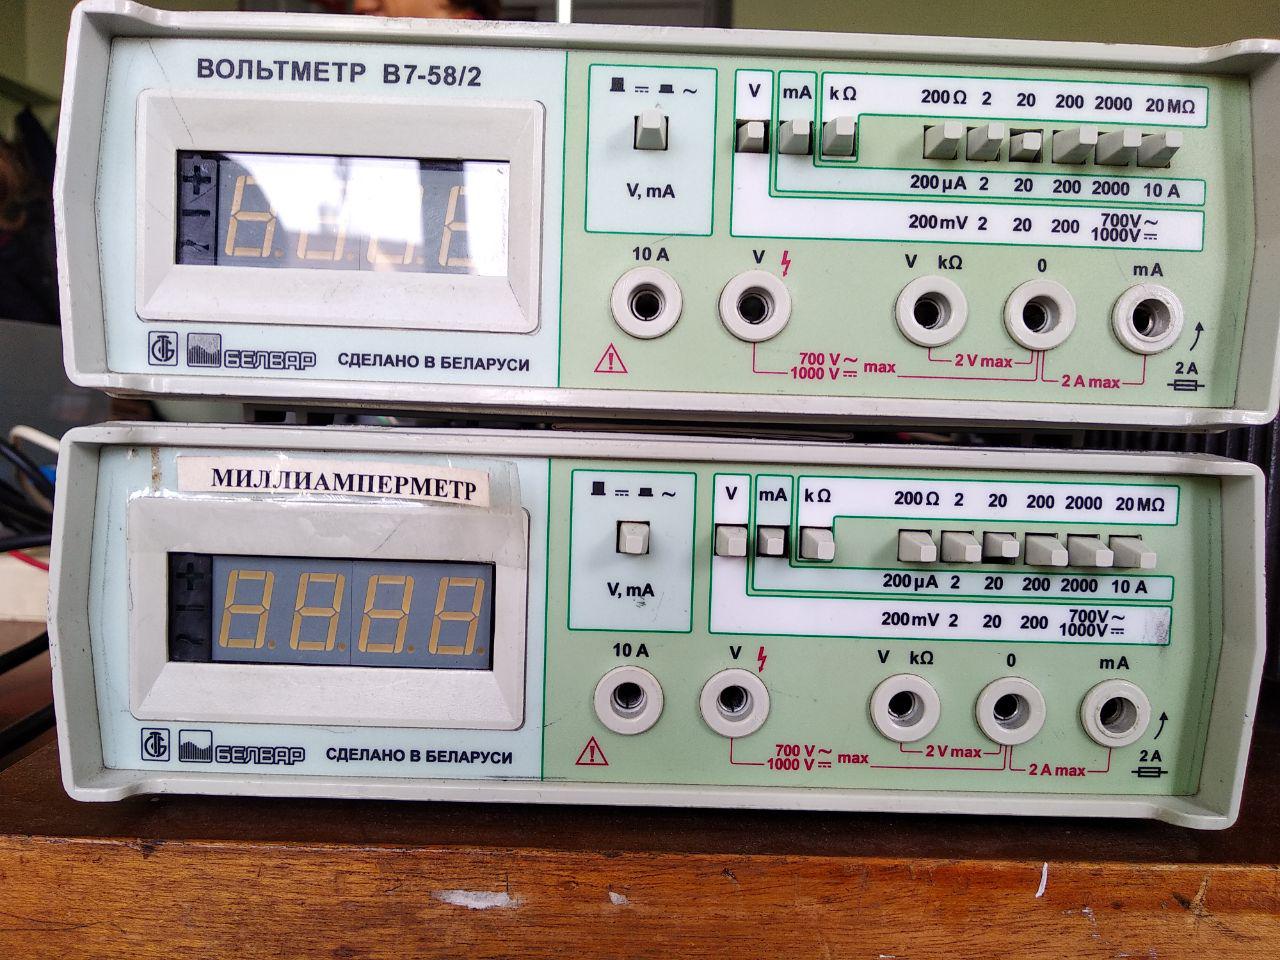 ВОЛЬТМЕТР В7-58/2
V mA kΩ 200Ω 2 20 200 2000 20MΩ
V, mA
200µA 2 20 200 2000 10 A
200mV 2 20 200 700V~
1000V⎓
10 A V V kΩ 0 mA
БЕЛВАР СДЕЛАНО В БЕЛАРУСИ
700 V~
1000 V⎓ max
2 V max
2 A max
2 A
МИЛЛИАМПЕРМЕТР
V mA kΩ 200Ω 2 20 200 2000 20MΩ
V, mA
200µA 2 20 200 2000 10 A
200mV 2 20 200 700V~
1000V⎓
10 A V V kΩ 0 mA
БЕЛВАР СДЕЛАНО В БЕЛАРУСИ
700 V~
1000 V⎓ max
2 V max
2 A max
2 A